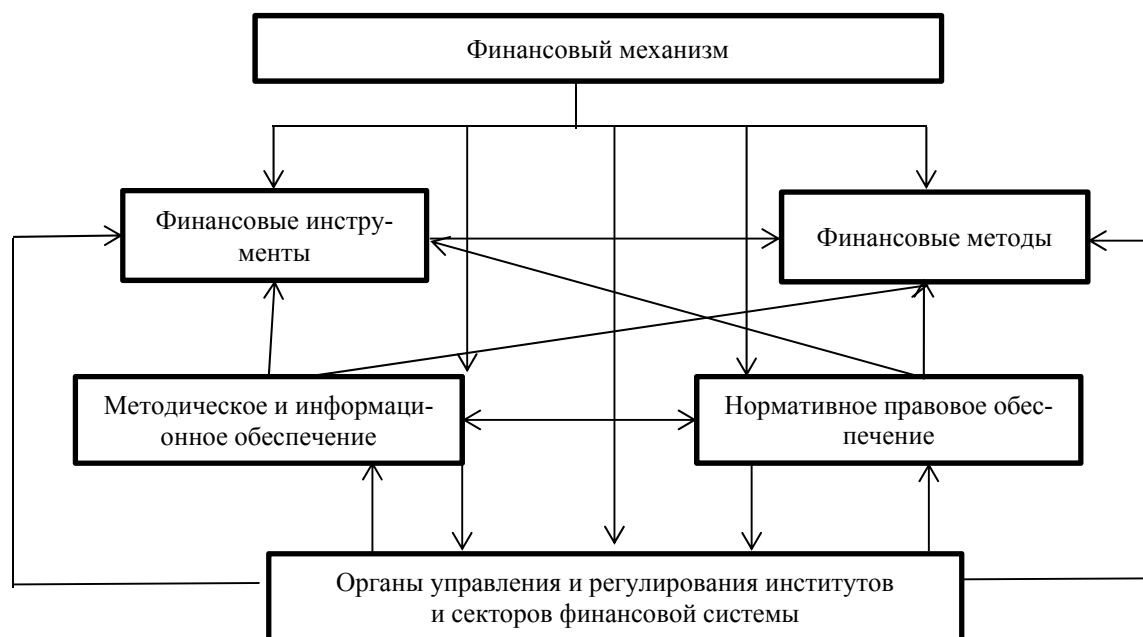 Финансовый механизм
Финансовые инстру-
менты
Финансовые методы
Методическое и информаци-
онное обеспечение
Нормативное правовое обес-
печение
Органы управления и регулирования институтов
и секторов финансовой системы